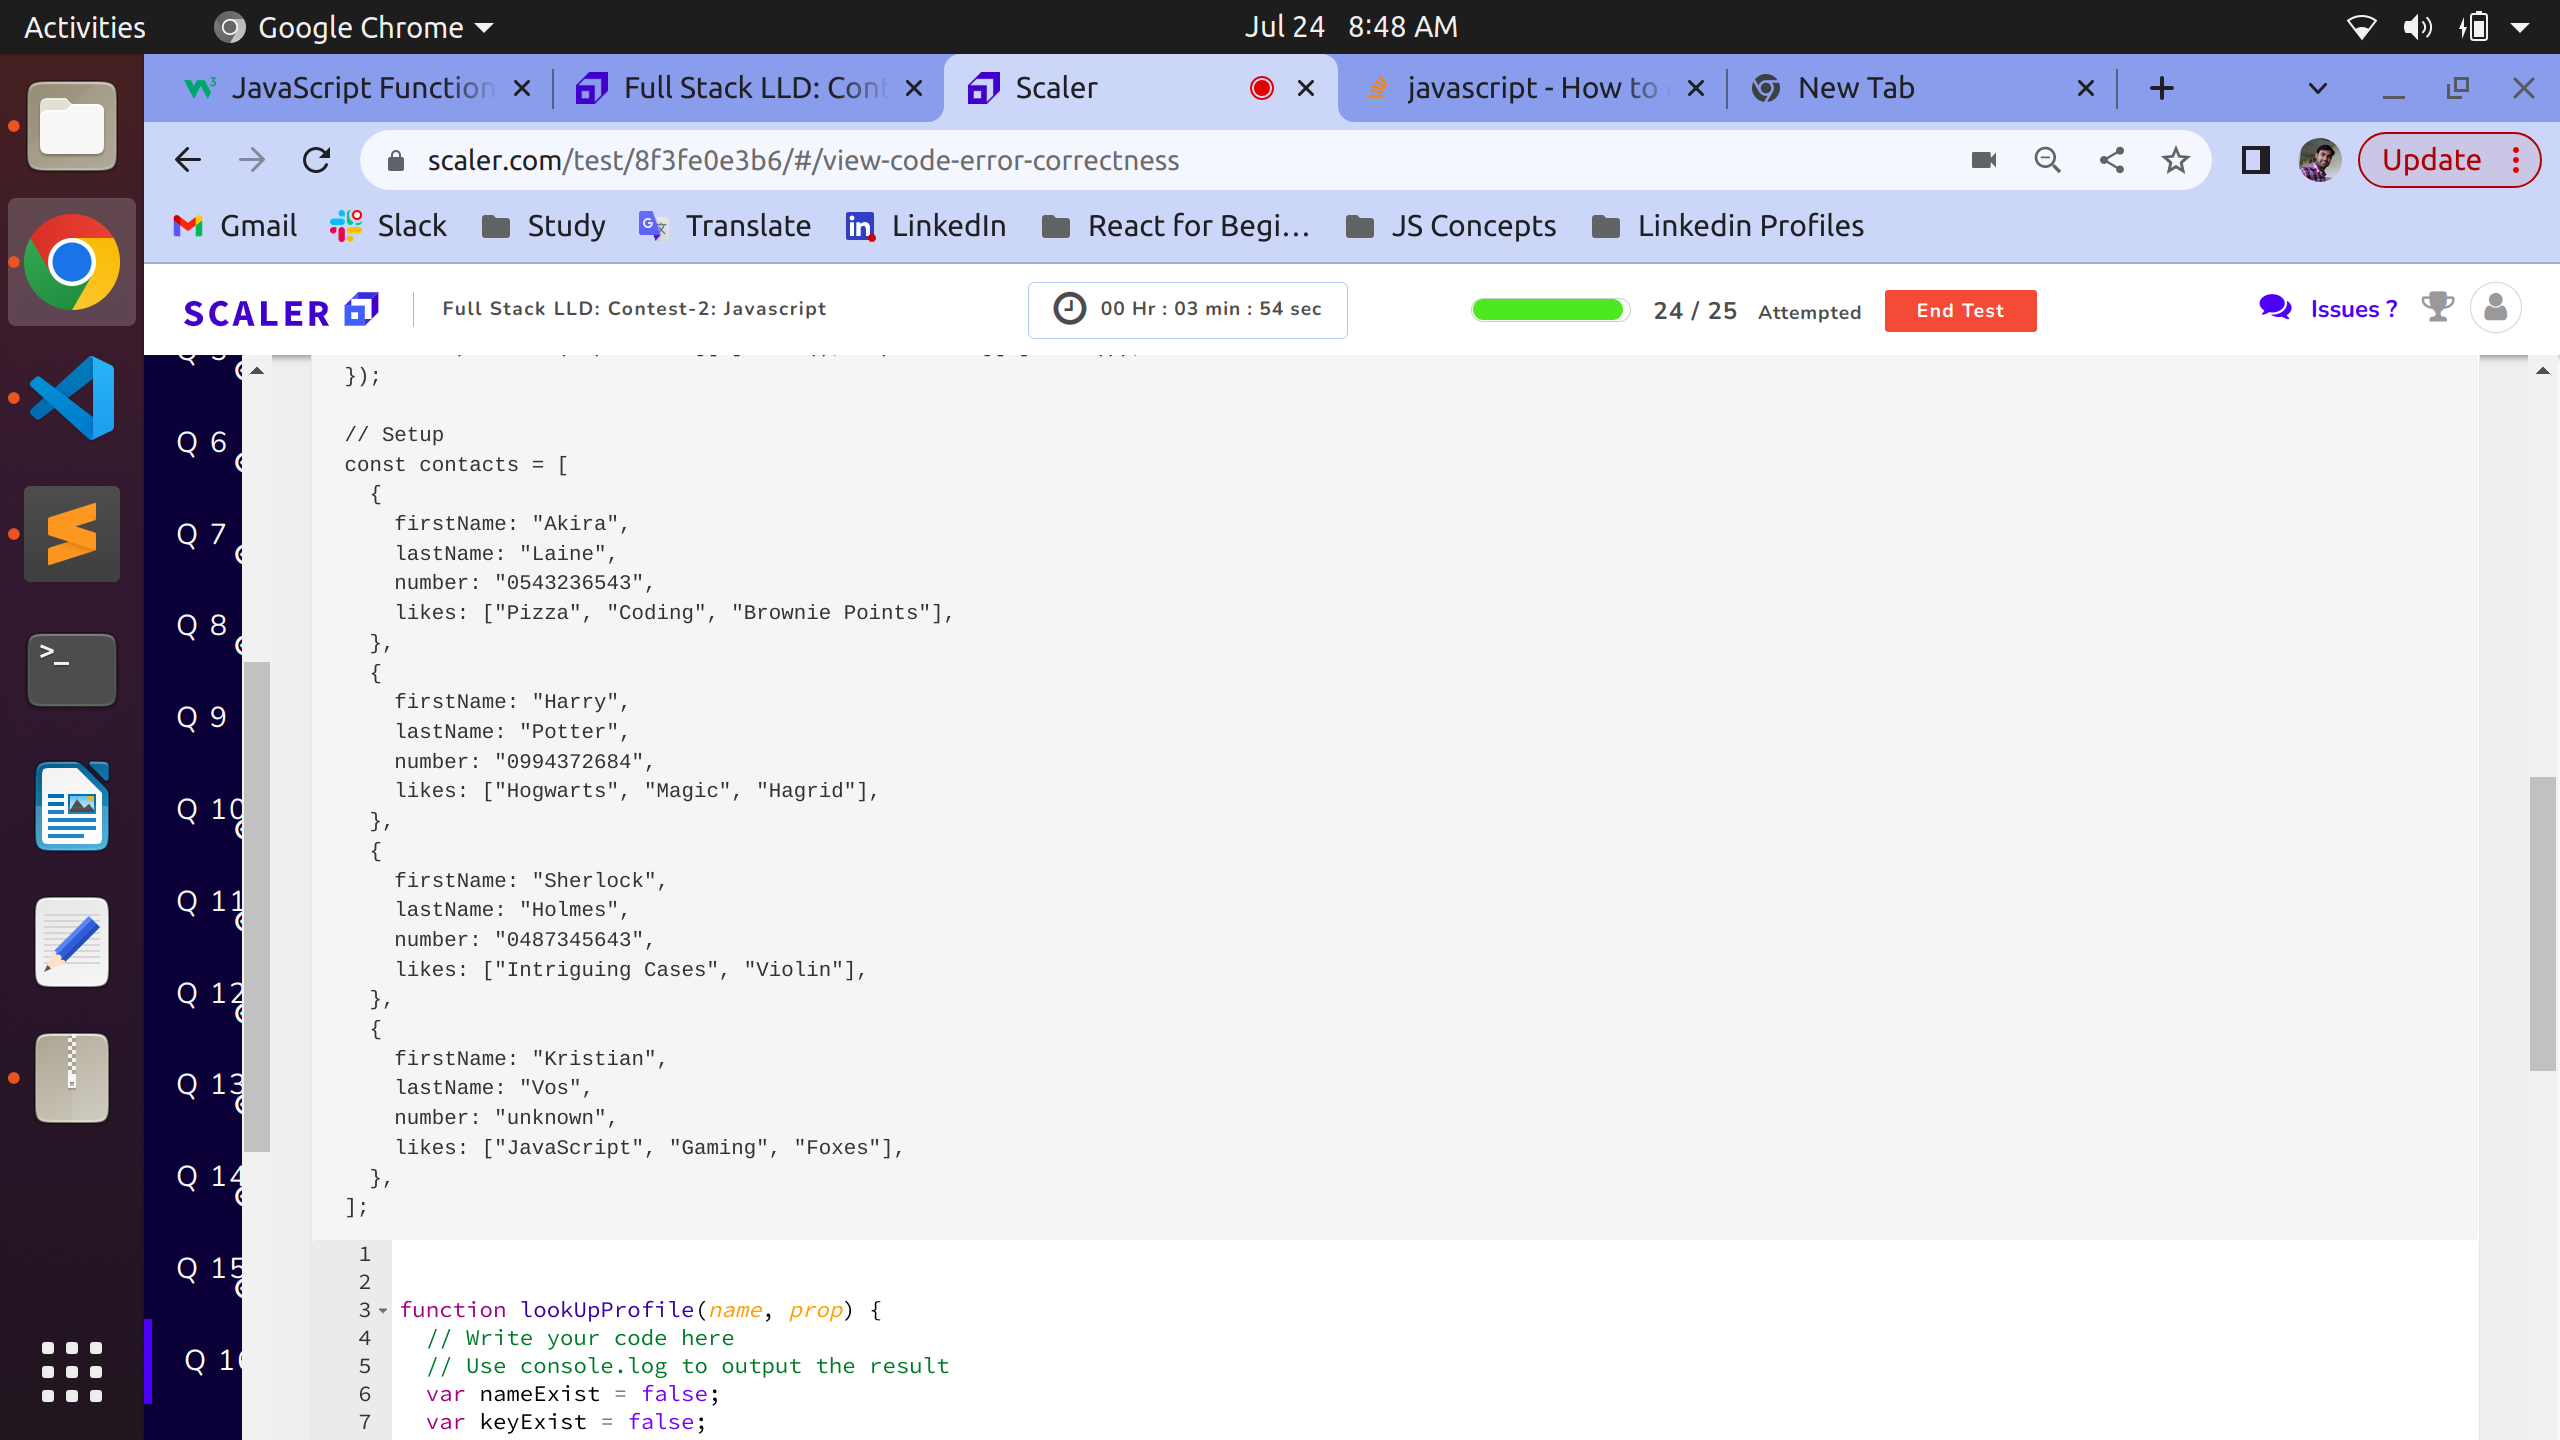 Activities
Google Chrome
Jul 24 8:48 AM
JavaScript Function
Full Stack LLD: Cont
Scaler
javascript - How to
New Tab
scaler.com/test/8f3fe0e3b6/#/view-code-error-correctness
Update
Gmail
Slack
Study
Translate
LinkedIn
React for Begi...
JS Concepts
Linkedin Profiles
SCALER
Full Stack LLD: Contest-2: Javascript
00 Hr : 03 min : 54 sec
24 / 25 Attempted
End Test
Issues ?
Q 6
Q 7
Q 8
Q 9
Q 10
Q 11
Q 12
Q 13
Q 14
Q 15
Q 16
});
// Setup
const contacts = [
  {
    firstName: "Akira",
    lastName: "Laine",
    number: "0543236543",
    likes: ["Pizza", "Coding", "Brownie Points"],
  },
  {
    firstName: "Harry",
    lastName: "Potter",
    number: "0994372684",
    likes: ["Hogwarts", "Magic", "Hagrid"],
  },
  {
    firstName: "Sherlock",
    lastName: "Holmes",
    number: "0487345643",
    likes: ["Intriguing Cases", "Violin"],
  },
  {
    firstName: "Kristian",
    lastName: "Vos",
    number: "unknown",
    likes: ["JavaScript", "Gaming", "Foxes"],
  },
];
1
2
3 function lookUpProfile(name, prop) {
4   // Write your code here
5   // Use console.log to output the result
6   var nameExist = false;
7   var keyExist = false;